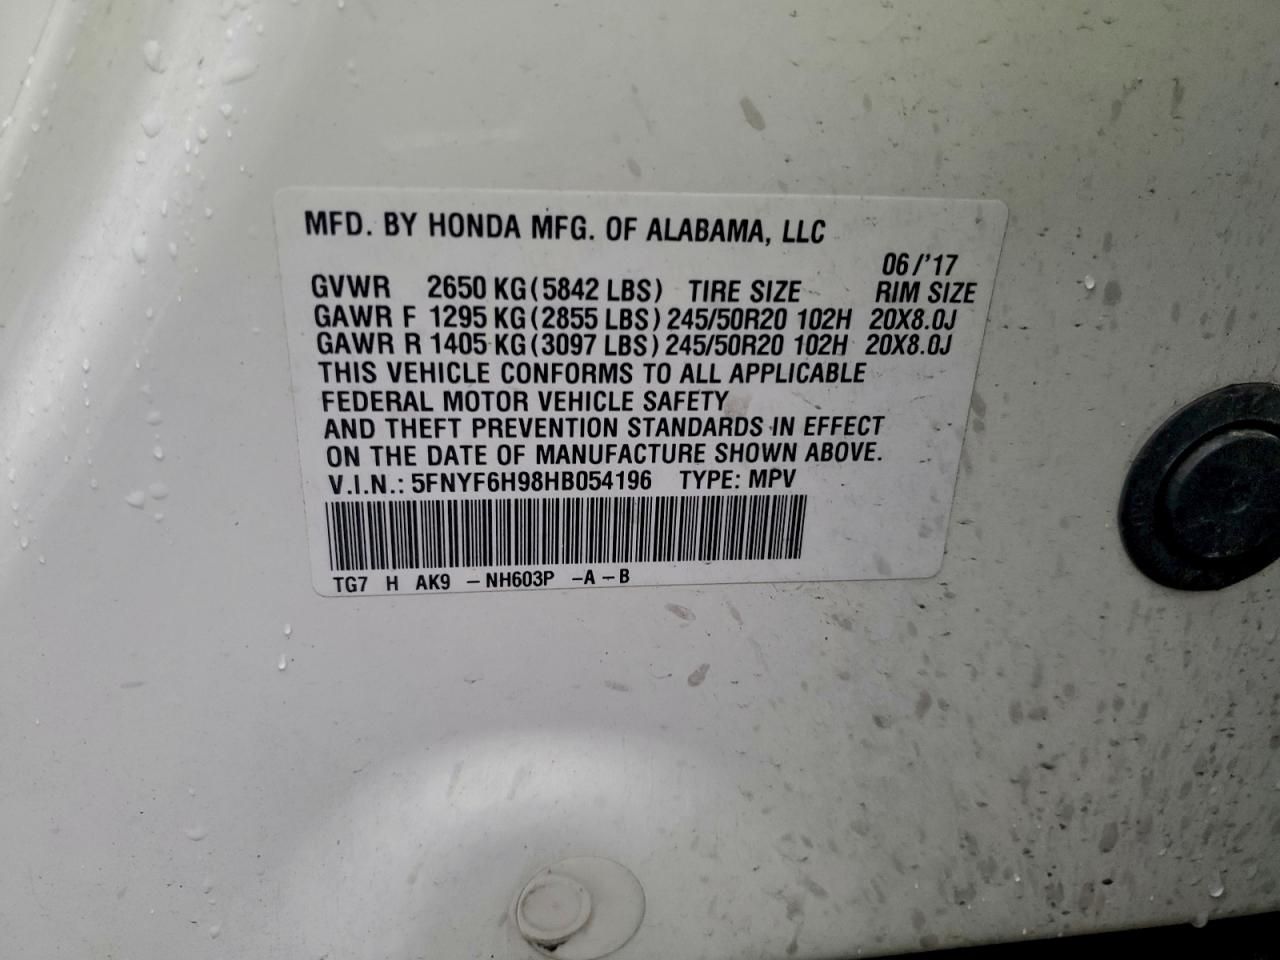 MFD. BY HONDA MFG. OF ALABAMA, LLC
06/'17
GVWR 2650 KG(5842 LBS) TIRE SIZE RIM SIZE
GAWR F 1295 KG(2855 LBS) 245/50R20 102H 20X8.0J
GAWR R 1405 KG(3097 LBS) 245/50R20 102H 20X8.0J
THIS VEHICLE CONFORMS TO ALL APPLICABLE
FEDERAL MOTOR VEHICLE SAFETY
AND THEFT PREVENTION STANDARDS IN EFFECT
ON THE DATE OF MANUFACTURE SHOWN ABOVE.
V.I.N.: 5FNYF6H98HB054196 TYPE: MPV
TG7 H AK9 -NH603P -A-B